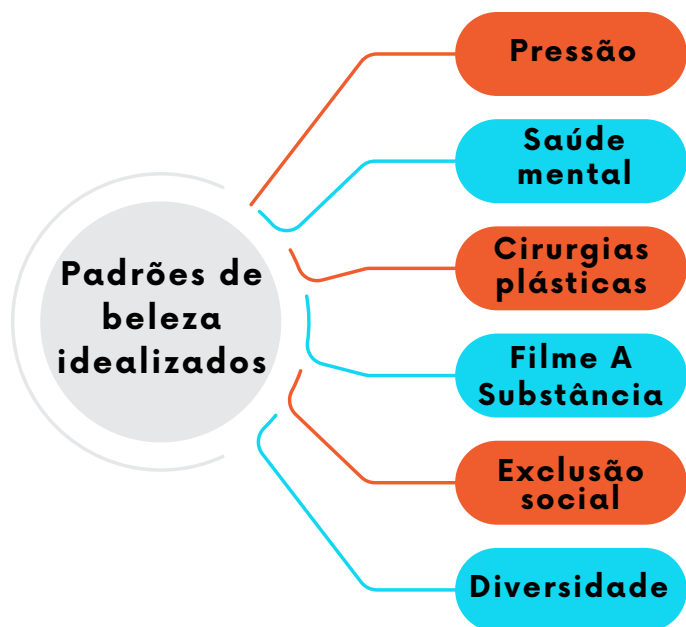 Padrões de
beleza
idealizados
Pressão
Saúde
mental
Cirurgias
plásticas
Filme A
Substância
Exclusão
social
Diversidade